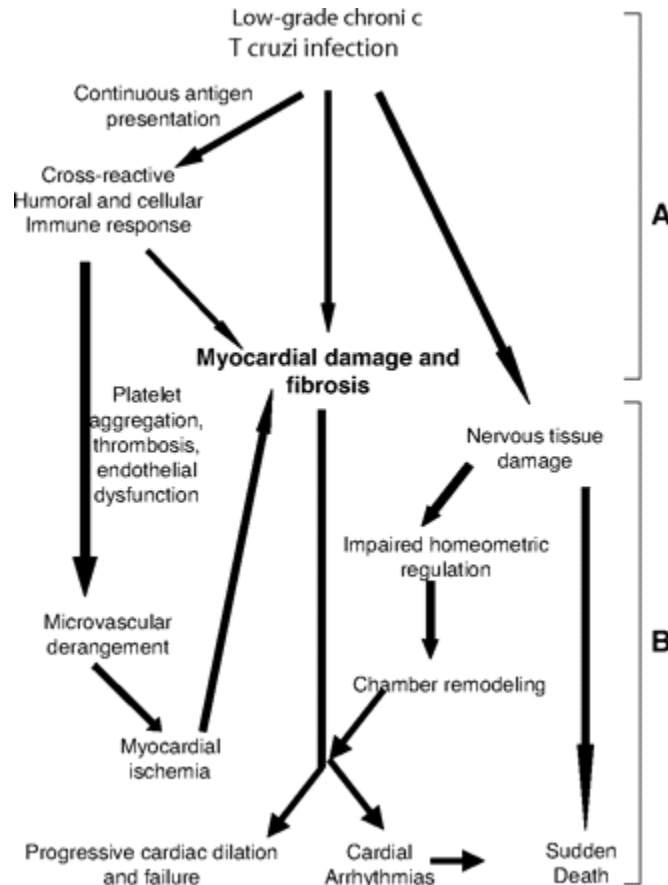 Low-grade chroni c
T cruzi infection
Continuous antigen
presentation
Cross-reactive
Humoral and cellular
Immune response
A
Myocardial damage and
fibrosis
Platelet
aggregation,
thrombosis,
endothelial
dysfunction
Nervous tissue
damage
Impaired homeometric
regulation
Microvascular
derangement
B
Chamber remodeling
Myocardial
ischemia
Progressive cardiac dilation
and failure
Cardial
Arrhythmias
Sudden
Death